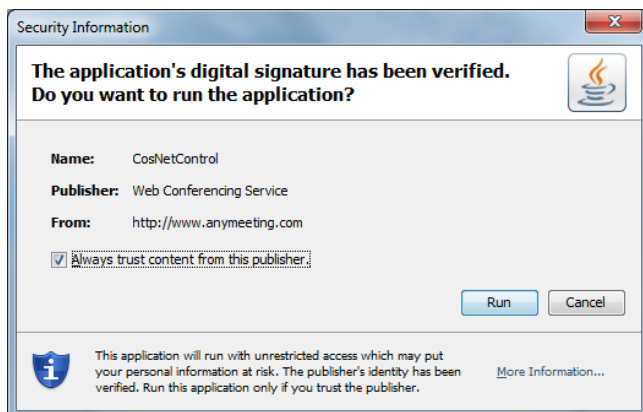 Security Information
The application's digital signature has been verified.
Do you want to run the application?
Name: CosNetControl
Publisher: Web Conferencing Service
From: http://www.anymeeting.com
Always trust content from this publisher.
Run Cancel
This application will run with unrestricted access which may put
your personal information at risk. The publisher's identity has been
verified. Run this application only if you trust the publisher.
More Information...